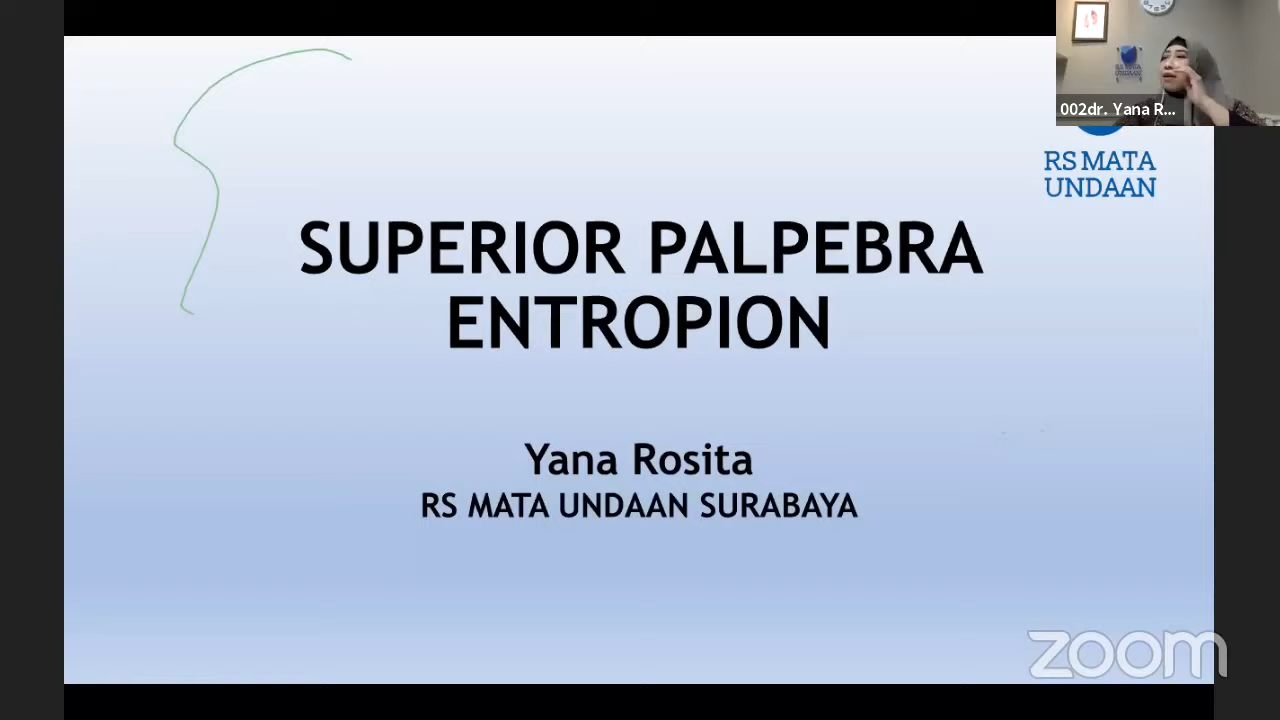 002dr. Yana R...
RS MATA
UNDAAN
SUPERIOR PALPEBRA
ENTROPION
Yana Rosita
RS MATA UNDAAN SURABAYA
zoom